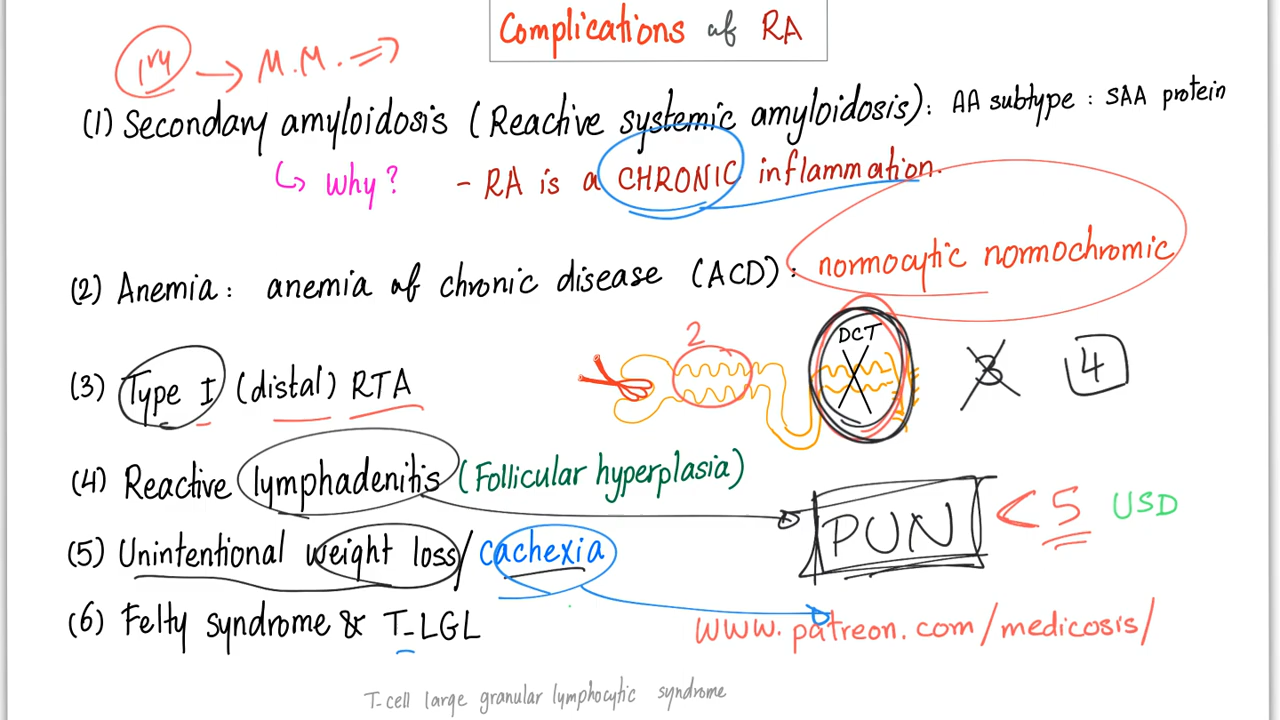 Complications of RA
1ry → M.M. ⇒
(1) Secondary amyloidosis (Reactive systemic amyloidosis): AA subtype : SAA protein
↳ why? - RA is a CHRONIC inflammation.
(2) Anemia: anemia of chronic disease (ACD): normocytic normochromic
(3) Type I (distal) RTA 2 DCT 3 4
(4) Reactive lymphadenitis (Follicular hyperplasia)
PUN < 5 USD
(5) Unintentional weight loss/cachexia
(6) Felty syndrome & T-LGL www.patreon.com/medicosis/
T-cell large granular lymphocytic syndrome